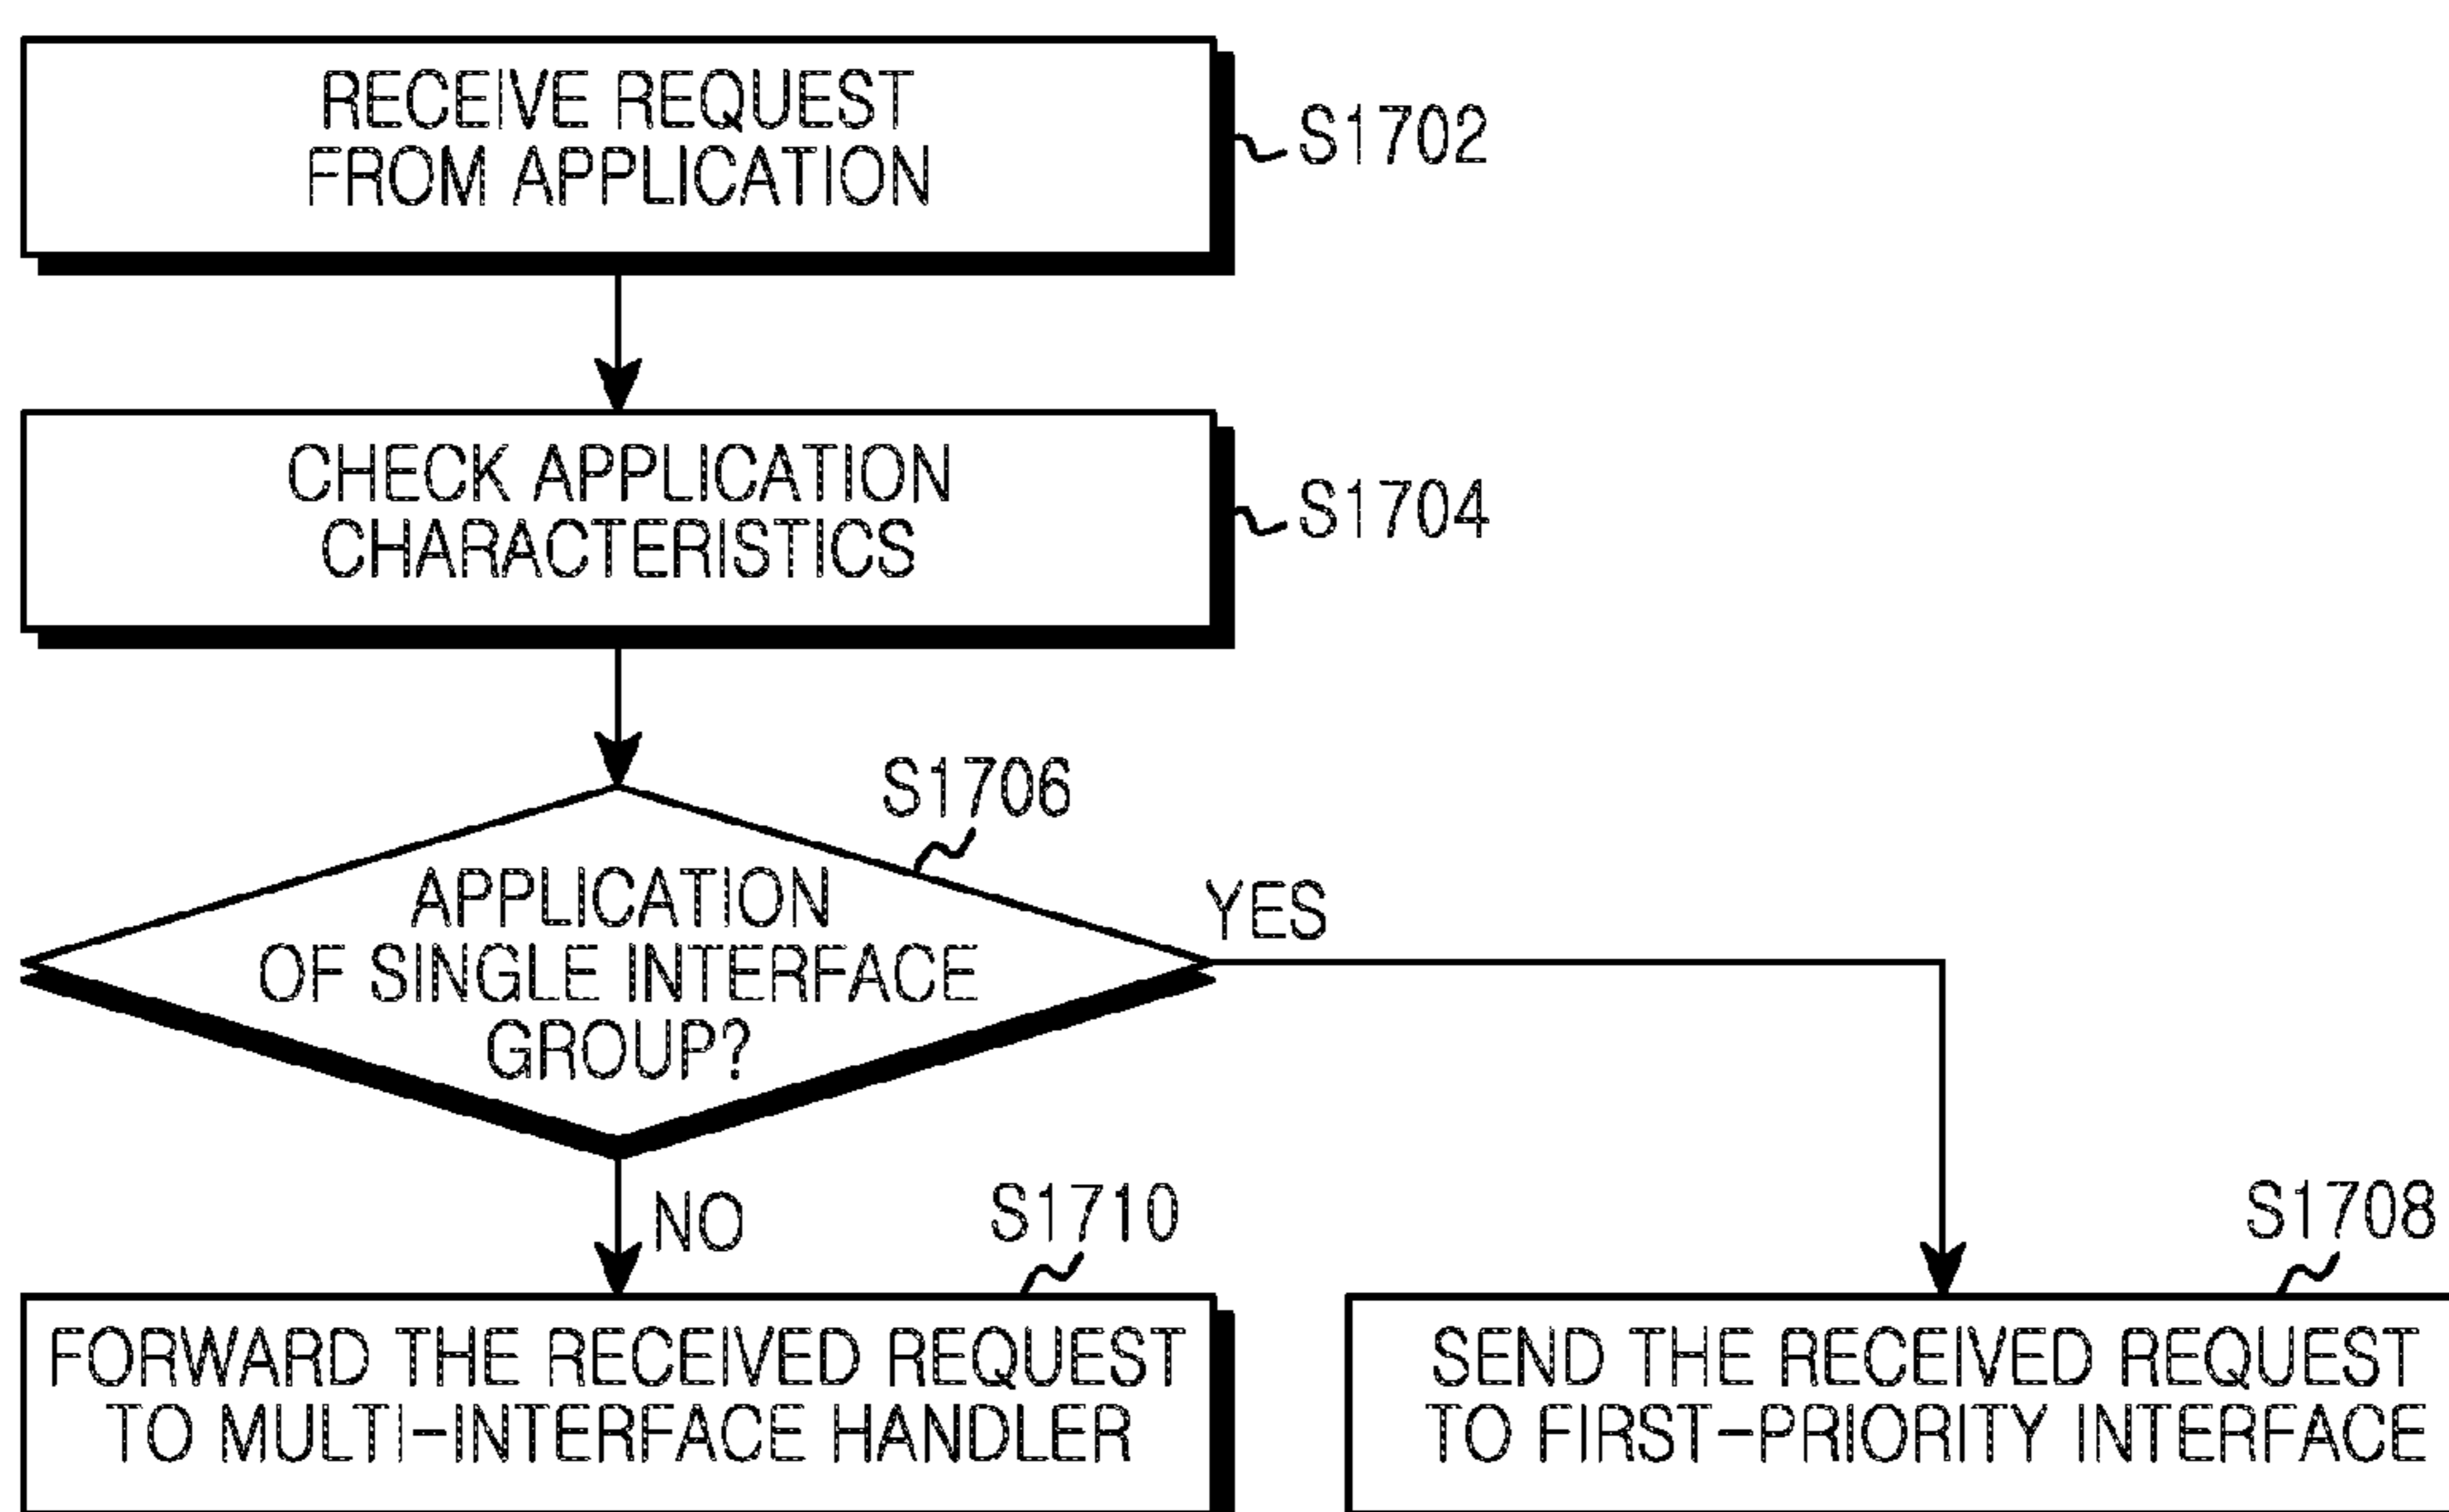 RECEIVE REQUEST
FROM APPLICATION
S1702
CHECK APPLICATION
CHARACTERISTICS
S1704
S1706
APPLICATION
OF SINGLE INTERFACE
GROUP?
YES
NO
S1710
S1708
FORWARD THE RECEIVED REQUEST
TO MULTI-INTERFACE HANDLER
SEND THE RECEIVED REQUEST
TO FIRST-PRIORITY INTERFACE